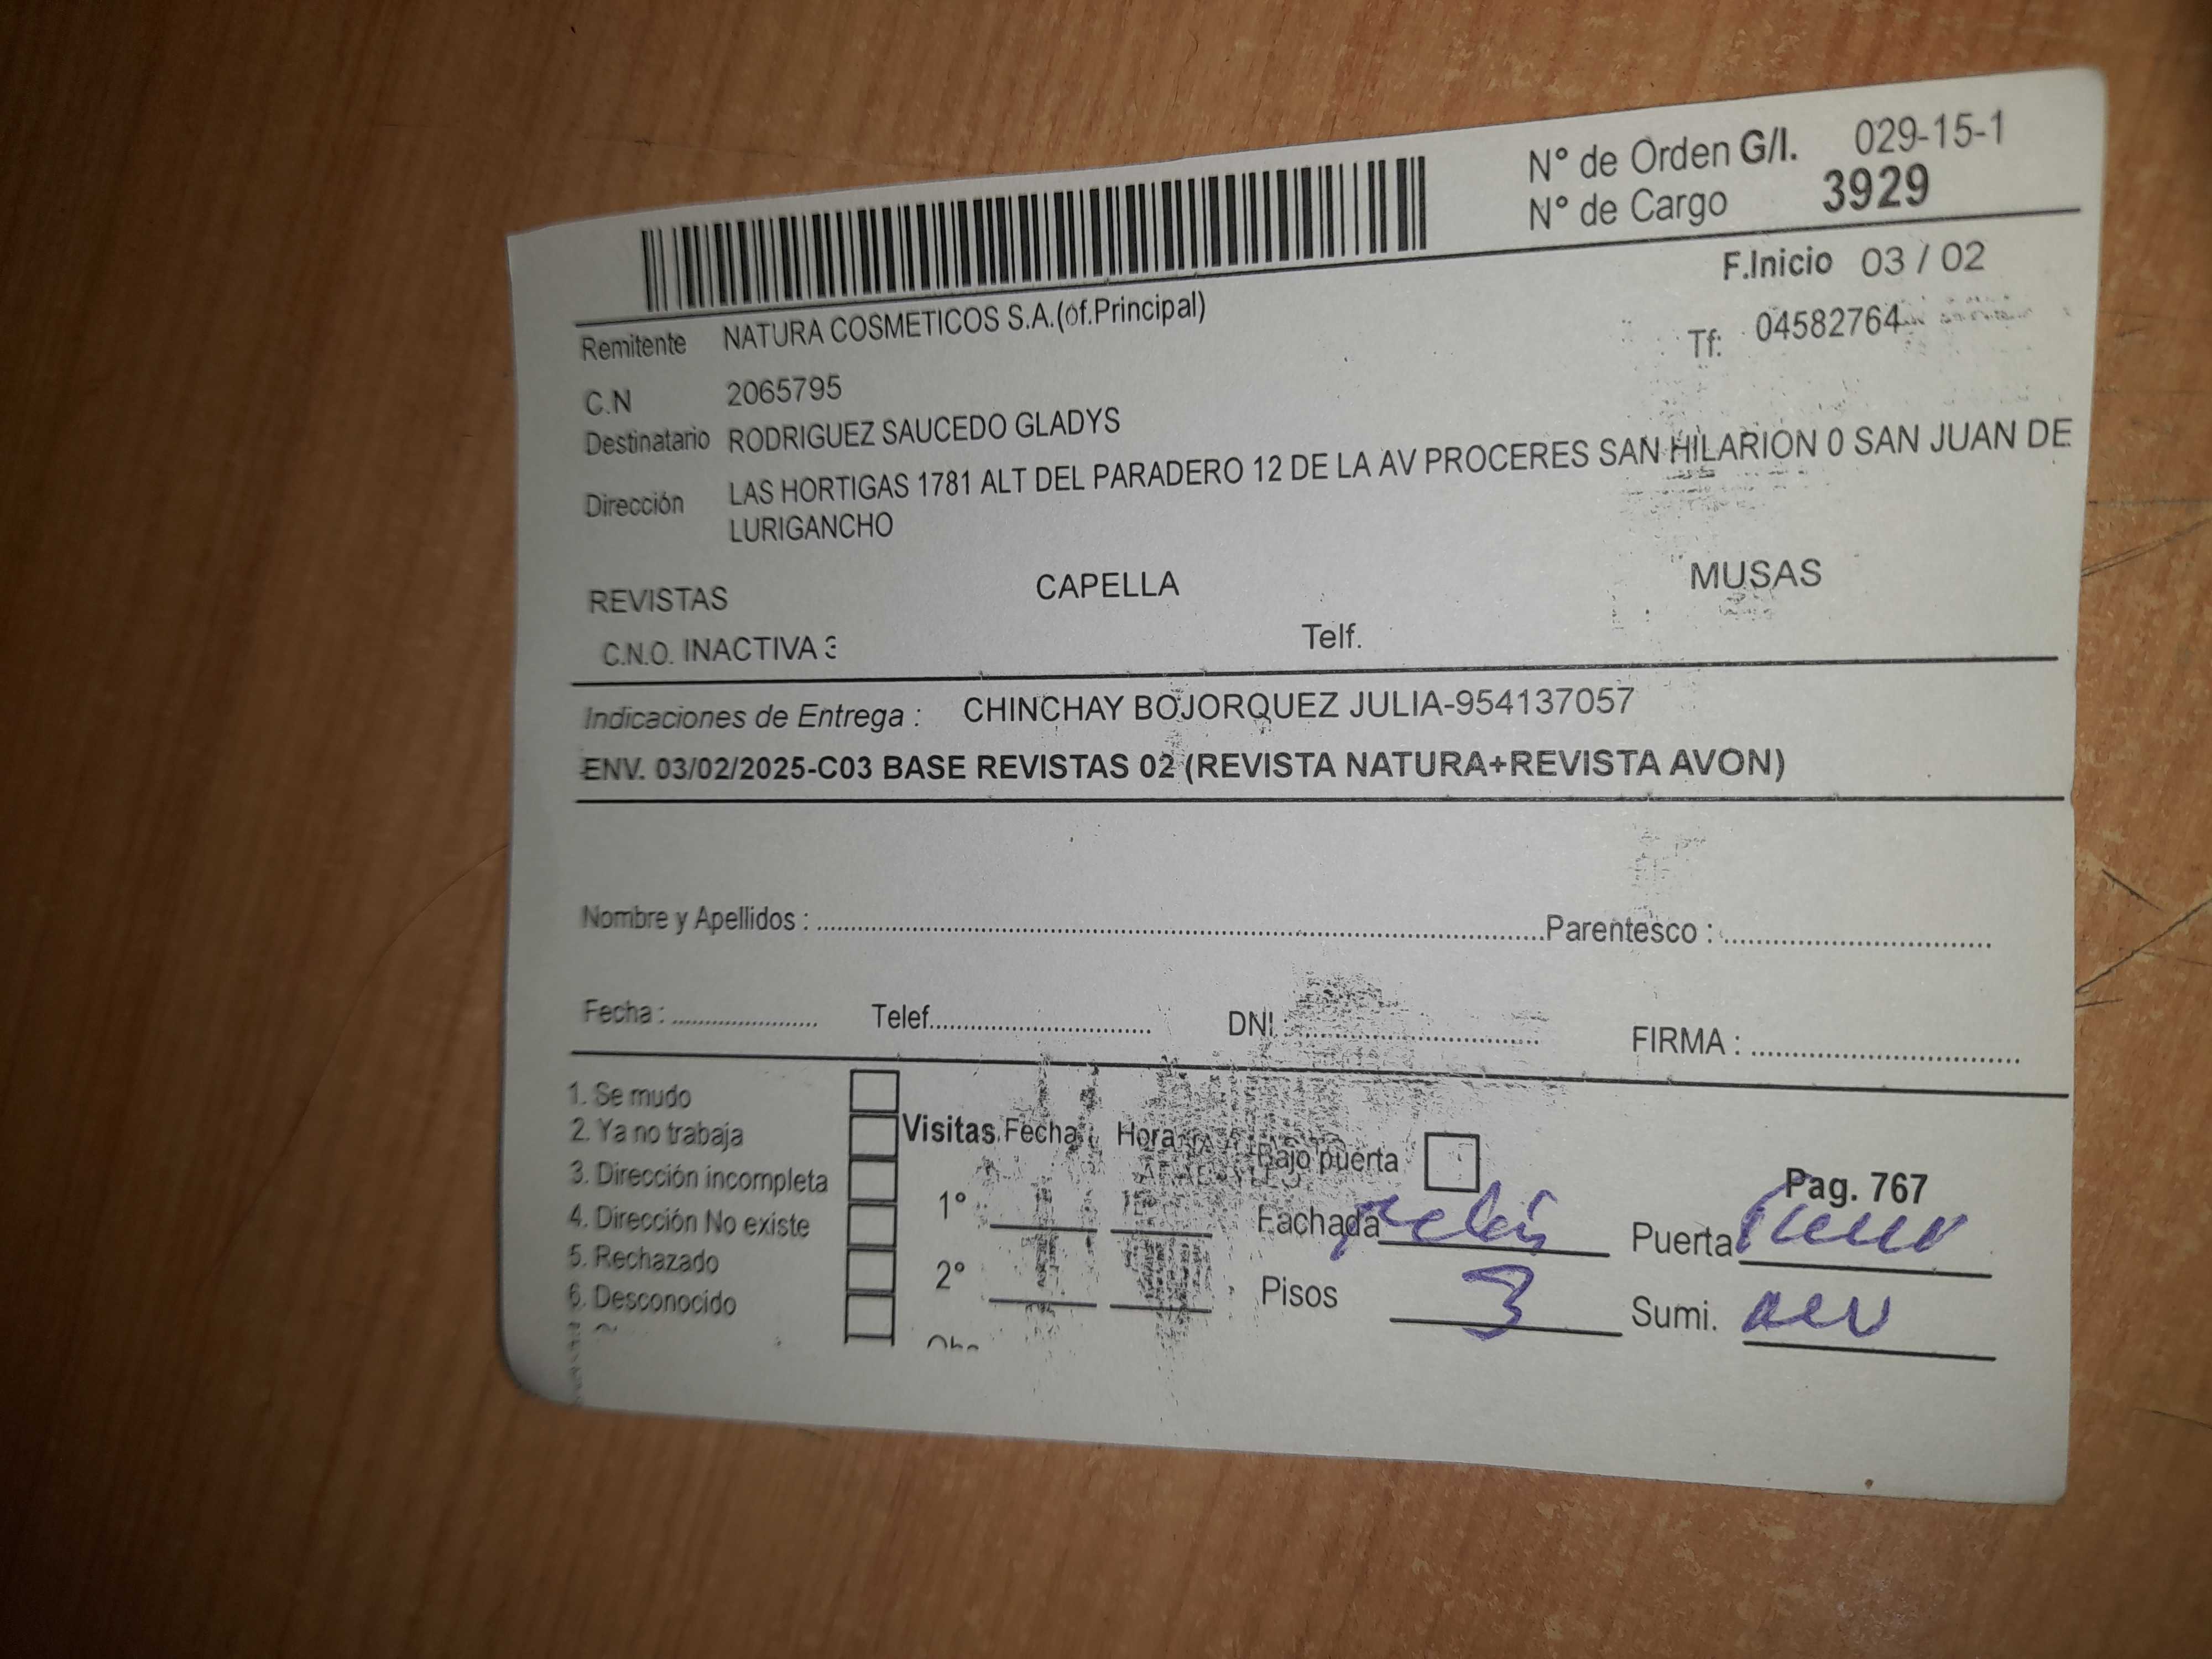 N° de Orden G/I. 029-15-1
N° de Cargo 3929
F.Inicio 03 / 02
Remitente NATURA COSMETICOS S.A.(of.Principal)
Tf: 04582764
C.N 2065795
Destinatario RODRIGUEZ SAUCEDO GLADYS
Dirección LAS HORTIGAS 1781 ALT DEL PARADERO 12 DE LA AV PROCERES SAN HILARION 0 SAN JUAN DE
LURIGANCHO
REVISTAS CAPELLA MUSAS
C.N.O. INACTIVA 3 Telf.
Indicaciones de Entrega : CHINCHAY BOJORQUEZ JULIA-954137057
ENV. 03/02/2025-C03 BASE REVISTAS 02 (REVISTA NATURA+REVISTA AVON)
Nombre y Apellidos : Parentesco :
Fecha : Telef. DNI FIRMA :
1. Se mudo
2. Ya no trabaja
3. Dirección incompleta
4. Dirección No existe
5. Rechazado
6. Desconocido
Visitas Fecha Hora
1°
2°
Bajo puerta
Pag. 767
Fachada Puerta
Pisos 3 Sumi.